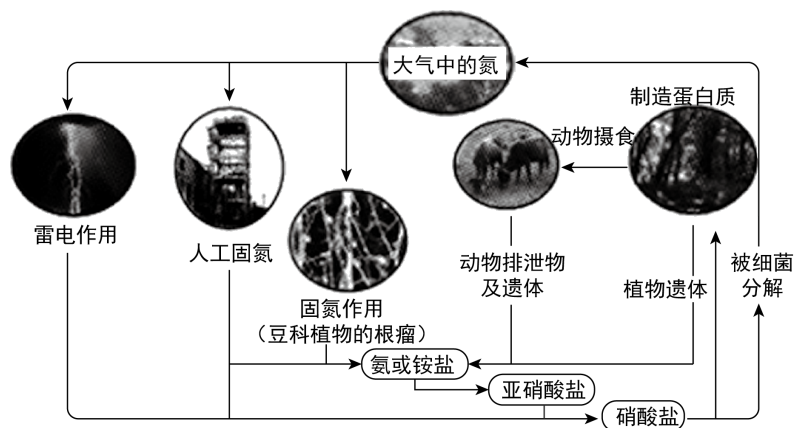 大气中的氮
制造蛋白质
动物摄食
雷电作用
人工固氮
固氮作用
（豆科植物的根瘤）
动物排泄物
及遗体
植物遗体
被细菌
分解
氨或铵盐
亚硝酸盐
硝酸盐